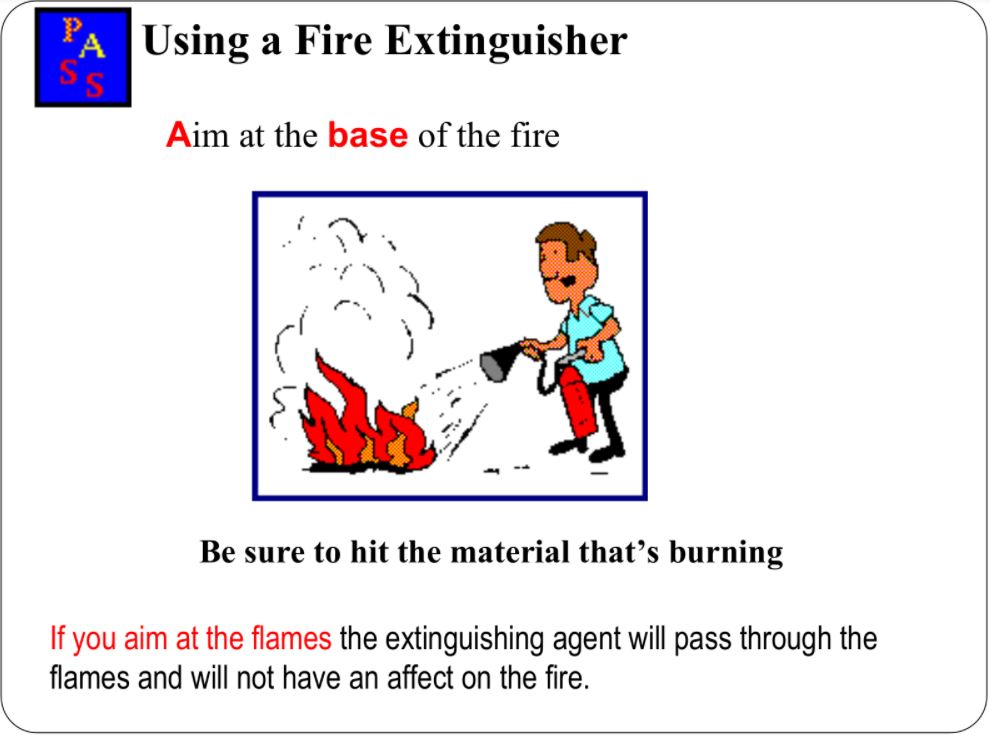 P
A
S
S
Using a Fire Extinguisher
Aim at the base of the fire
Be sure to hit the material that’s burning
If you aim at the flames the extinguishing agent will pass through the
flames and will not have an affect on the fire.